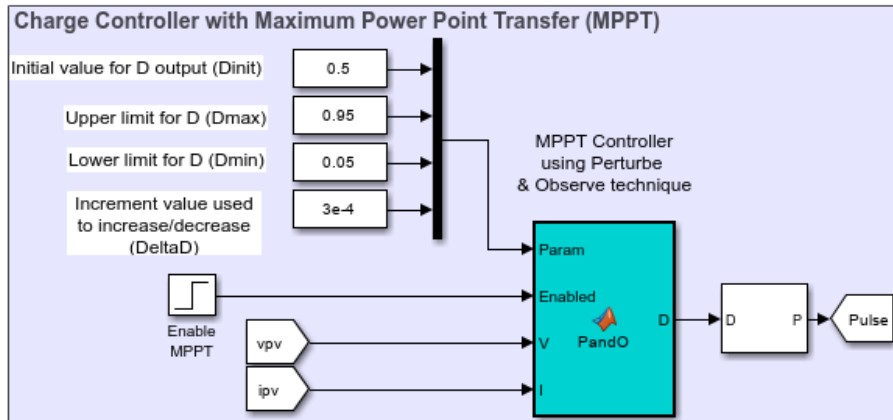 Charge Controller with Maximum Power Point Transfer (MPPT)
Initial value for D output (Dinit)
0.5
Upper limit for D (Dmax)
0.95
Lower limit for D (Dmin)
0.05
Increment value used
to increase/decrease
(DeltaD)
3e-4
MPPT Controller
using Perturbe
& Observe technique
Enable
MPPT
vpv
ipv
Param
Enabled
V
I
D
PandO
D
P
Pulse